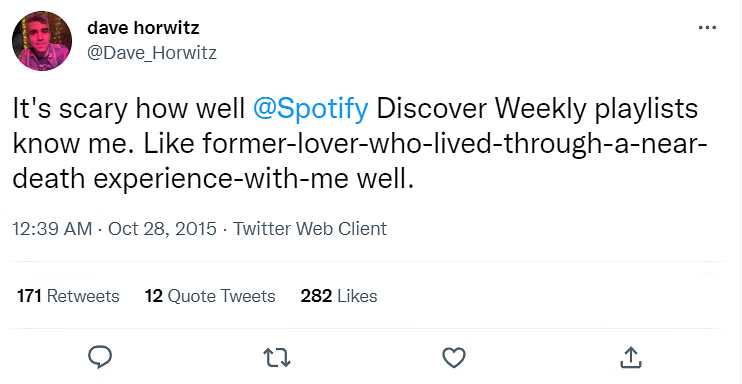 dave horwitz
@Dave_Horwitz
It's scary how well @Spotify Discover Weekly playlists
know me. Like former-lover-who-lived-through-a-near-
death experience-with-me well.
12:39 AM · Oct 28, 2015 · Twitter Web Client
171 Retweets 12 Quote Tweets 282 Likes